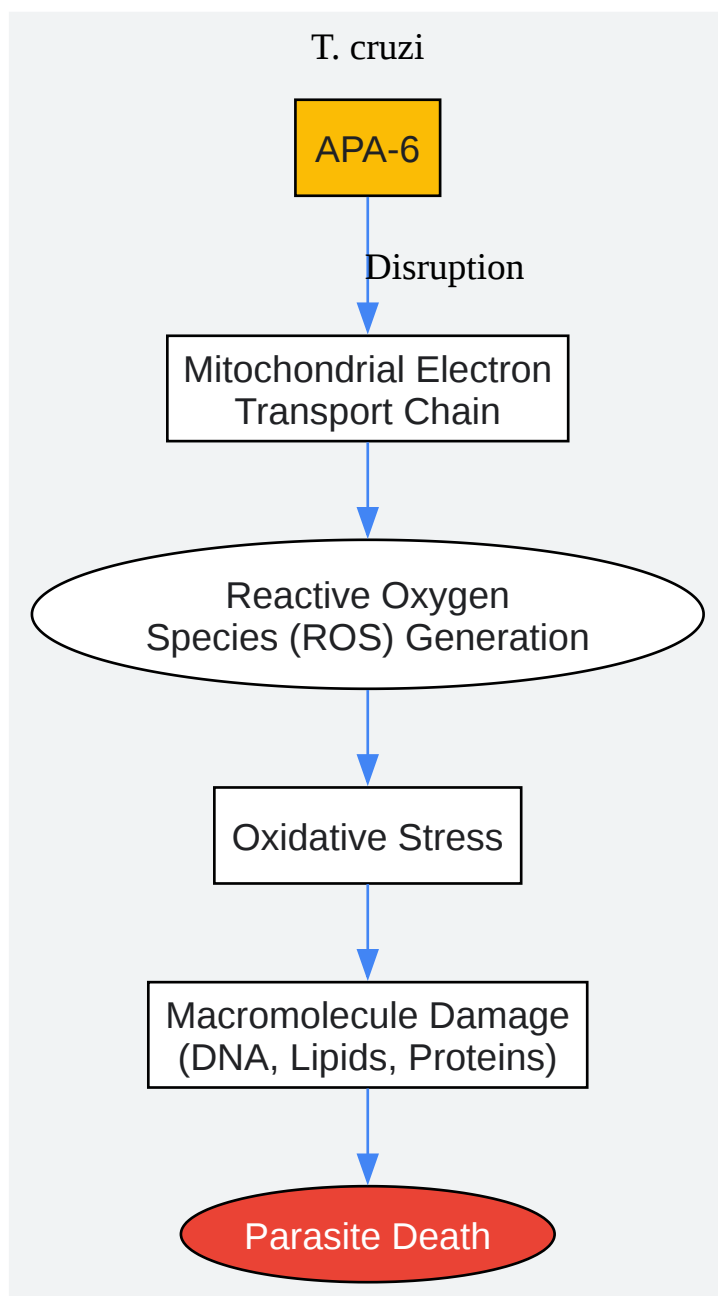 T. cruzi
APA-6
Disruption
Mitochondrial Electron
Transport Chain
Reactive Oxygen
Species (ROS) Generation
Oxidative Stress
Macromolecule Damage
(DNA, Lipids, Proteins)
Parasite Death